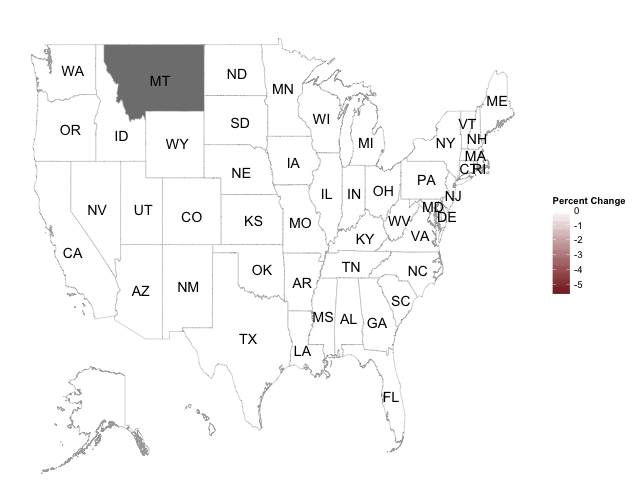 WA
MT
ND
MN
ME
OR
ID
SD
WI
VT
NH
WY
MI
NY
MA
CT
RI
NE
IA
PA
NV
UT
CO
IL
IN
OH
NJ
MD
DE
KS
MO
WV
VA
KY
CA
OK
TN
NC
AZ
NM
AR
SC
MS
AL
GA
TX
LA
FL
Percent Change
0
-1
-2
-3
-4
-5